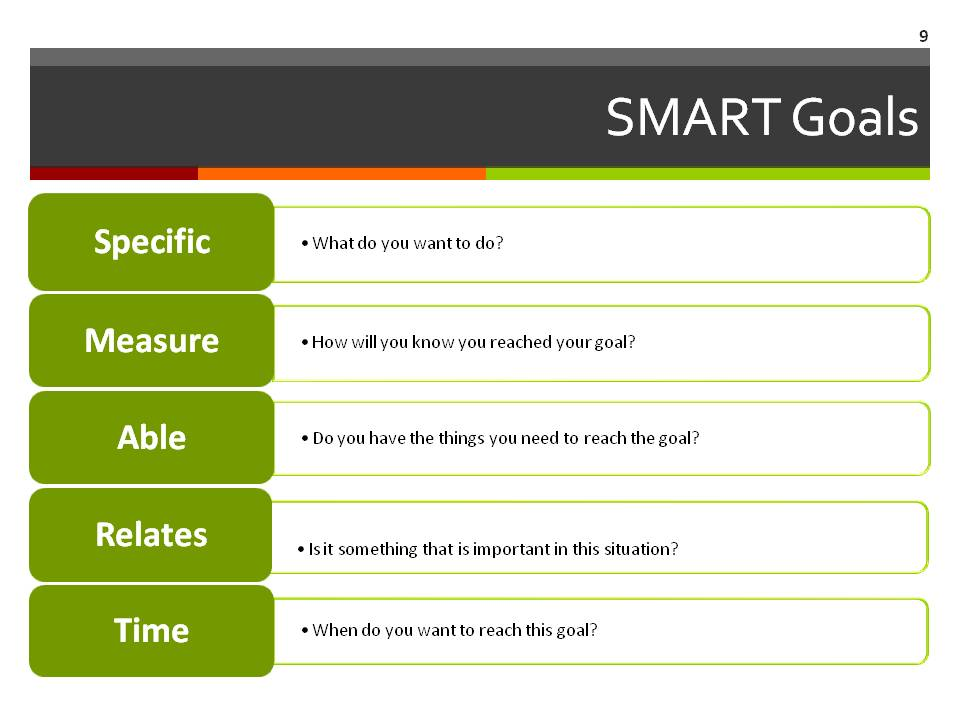 9
SMART Goals
Specific
• What do you want to do?
Measure
• How will you know you reached your goal?
Able
• Do you have the things you need to reach the goal?
Relates
• Is it something that is important in this situation?
Time
• When do you want to reach this goal?